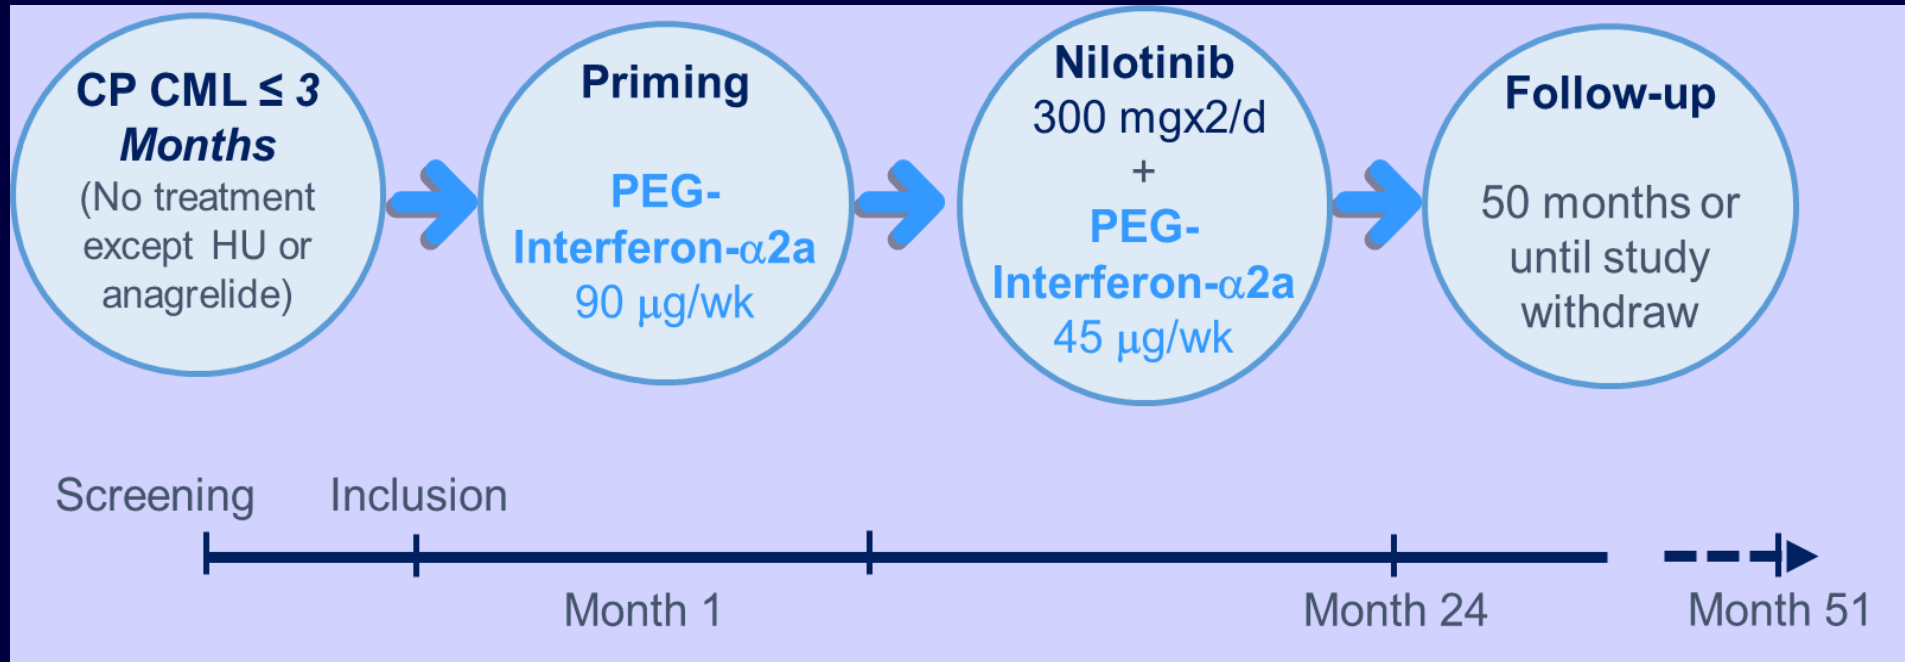 CP CML ≤ 3
Months
(No treatment
except HU or
anagrelide)
Priming
PEG-
Interferon-α2a
90 μg/wk
Nilotinib
300 mgx2/d
+
PEG-
Interferon-α2a
45 μg/wk
Follow-up
50 months or
until study
withdraw
Screening
Inclusion
Month 1
Month 24
Month 51